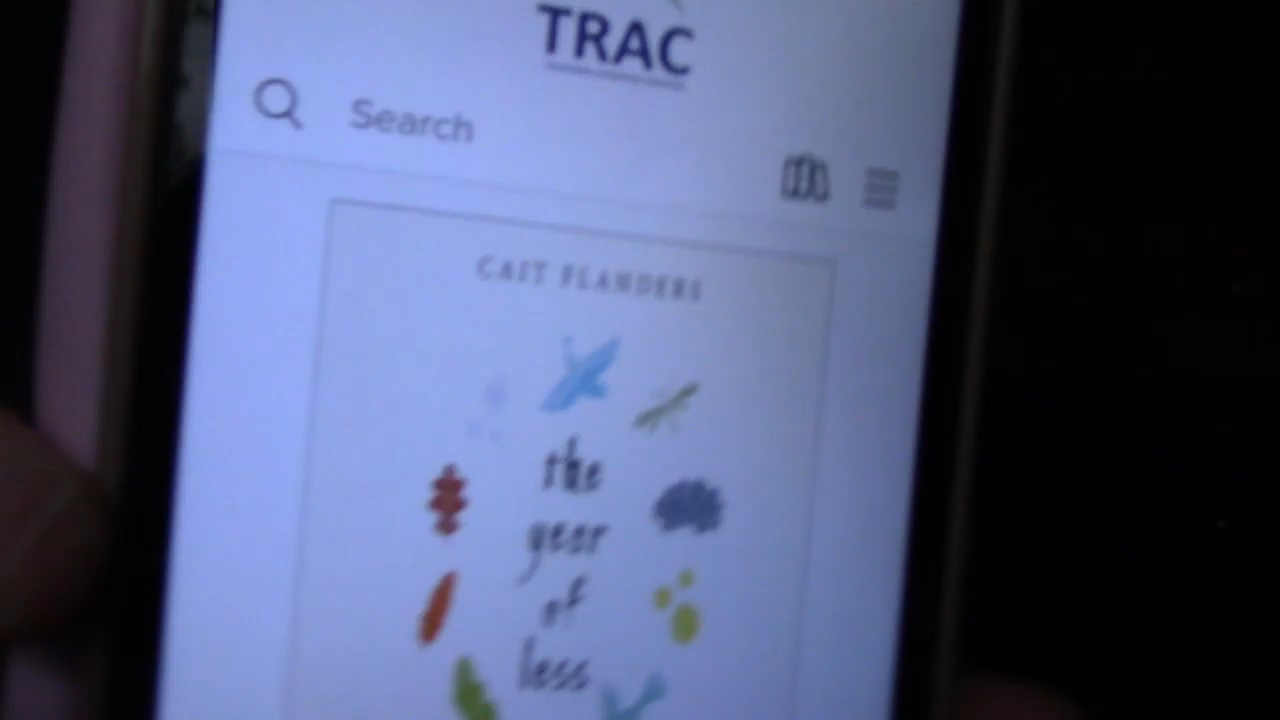 TRAC
Search
CAIT FLANDERS
the
year
of
less